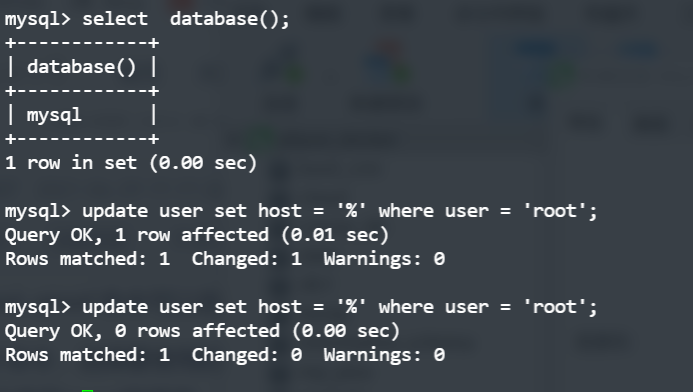 mysql> select  database();
+------------+
| database() |
+------------+
| mysql      |
+------------+
1 row in set (0.00 sec)
mysql> update user set host = '%' where user = 'root';
Query OK, 1 row affected (0.01 sec)
Rows matched: 1  Changed: 1  Warnings: 0
mysql> update user set host = '%' where user = 'root';
Query OK, 0 rows affected (0.00 sec)
Rows matched: 1  Changed: 0  Warnings: 0